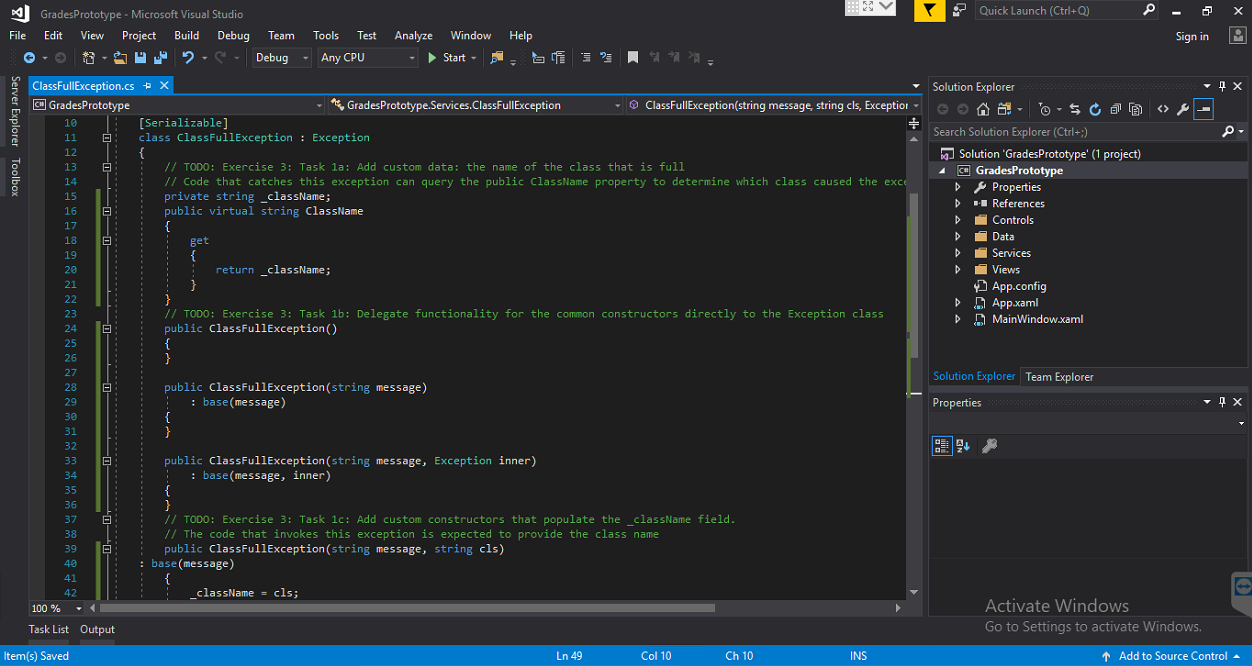 GradesPrototype - Microsoft Visual Studio
Quick Launch (Ctrl+Q)
File Edit View Project Build Debug Team Tools Test Analyze Window Help
Sign in
Debug Any CPU Start
Server Explorer
Toolbox
ClassFullException.cs
GradesPrototype GradesPrototype.Services.ClassFullException ClassFullException(string message, string cls, Exception
10 [Serializable]
11 class ClassFullException : Exception
12 {
13 // TODO: Exercise 3: Task 1a: Add custom data: the name of the class that is full
14 // Code that catches this exception can query the public ClassName property to determine which class caused the exce
15 private string _className;
16 public virtual string ClassName
17 {
18 get
19 {
20 return _className;
21 }
22 }
23 // TODO: Exercise 3: Task 1b: Delegate functionality for the common constructors directly to the Exception class
24 public ClassFullException()
25 {
26 }
27
28 public ClassFullException(string message)
29 : base(message)
30 {
31 }
32
33 public ClassFullException(string message, Exception inner)
34 : base(message, inner)
35 {
36 }
37 // TODO: Exercise 3: Task 1c: Add custom constructors that populate the _className field.
38 // The code that invokes this exception is expected to provide the class name
39 public ClassFullException(string message, string cls)
40 : base(message)
41 {
42 _className = cls;
100 %
Solution Explorer
Search Solution Explorer (Ctrl+;)
Solution 'GradesPrototype' (1 project)
C# GradesPrototype
Properties
References
Controls
Data
Services
Views
App.config
App.xaml
MainWindow.xaml
Solution Explorer Team Explorer
Properties
Activate Windows
Go to Settings to activate Windows.
Task List Output
Item(s) Saved Ln 49 Col 10 Ch 10 INS Add to Source Control